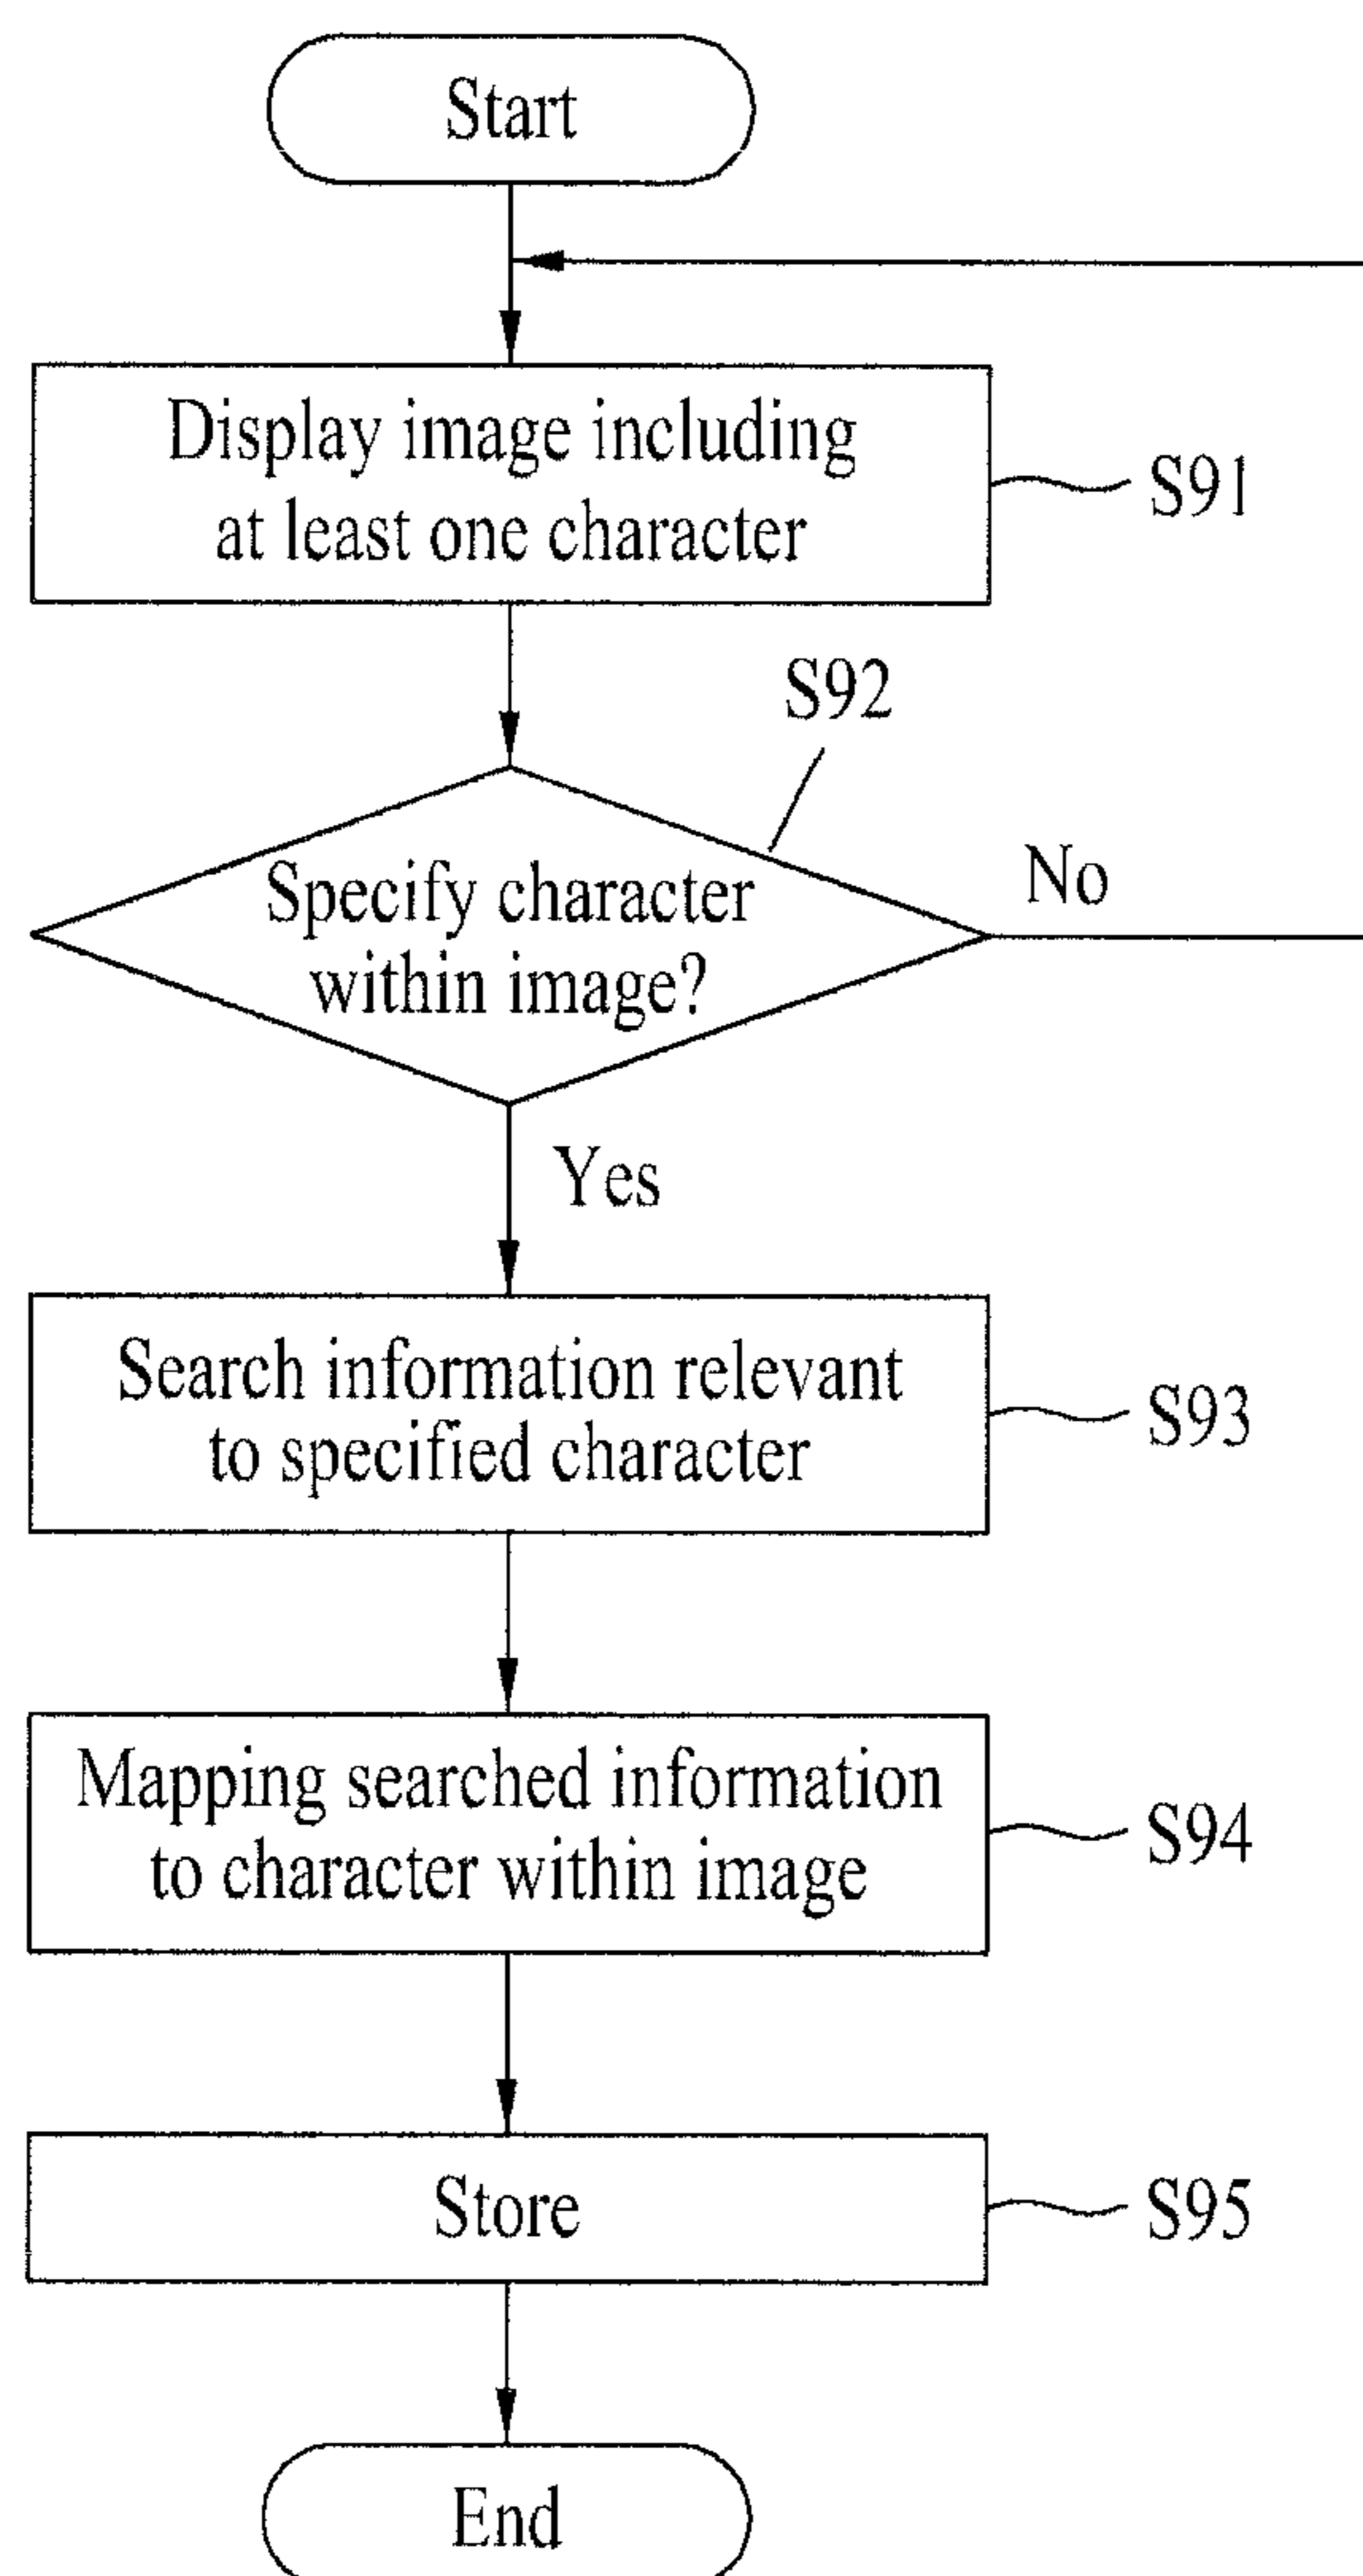 Start
Display image including
at least one character
S91
S92
Specify character
within image?
No
Yes
Search information relevant
to specified character
S93
Mapping searched information
to character within image
S94
Store
S95
End